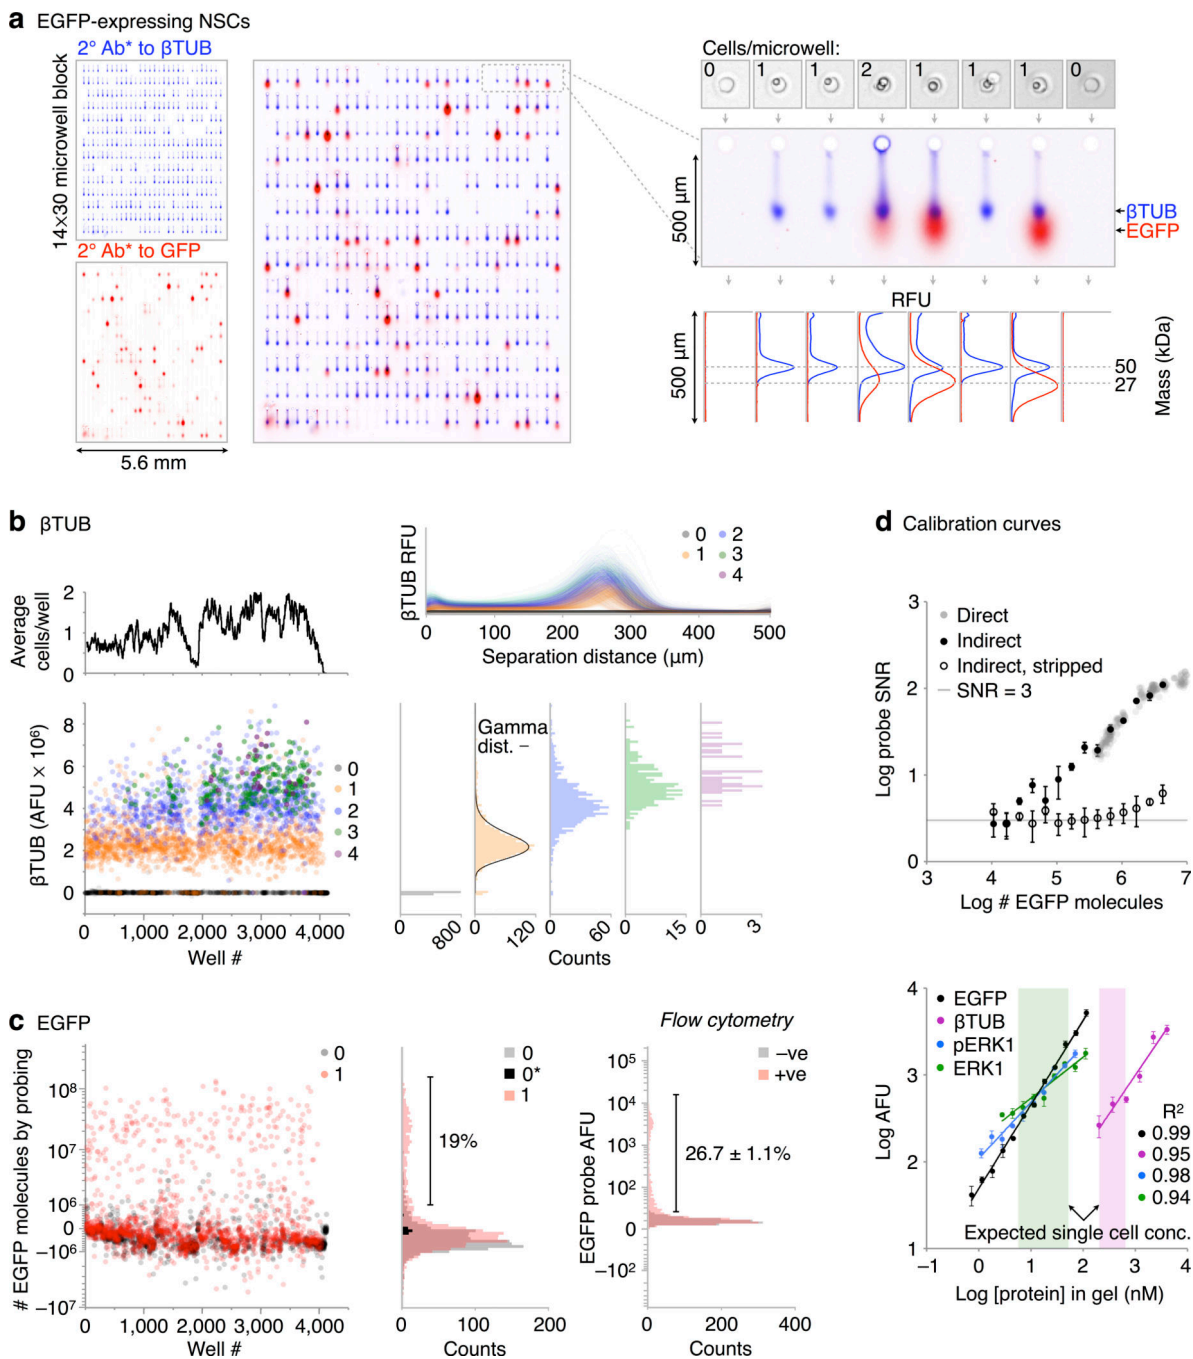 a EGFP-expressing NSCs
2° Ab* to βTUB
14×30 microwell block
2° Ab* to GFP
5.6 mm
Cells/microwell:
0 1 1 2 1 1 1 0
500 µm
βTUB
EGFP
RFU
500 µm
50
27
Mass (kDa)
b βTUB
Average
cells/well
2
1
0
βTUB (AFU × 10⁶)
8
6
4
2
0
0 1,000 2,000 3,000 4,000
Well #
0
1
2
3
4
βTUB RFU
0 2
1 3
4
0 100 200 300 500
Separation distance (µm)
Gamma
dist. –
0 800 0 120 0 60 0 15 0 3
Counts
c EGFP
# EGFP molecules by probing
10⁸
10⁷
10⁶
0
−10⁶
−10⁷
0
1
0 1,000 2,000 3,000 4,000
Well #
0
0*
1
19%
0 100 200
Counts
Flow cytometry
EGFP probe AFU
10⁵
10⁴
10³
10²
0
−10²
−ve
+ve
26.7 ± 1.1%
0 200 400
Counts
d Calibration curves
Log probe SNR
3
2
1
0
Direct
Indirect
Indirect, stripped
SNR = 3
3 4 5 6 7
Log # EGFP molecules
Log AFU
4
3
2
1
EGFP
βTUB
pERK1
ERK1
R²
0.99
0.95
0.98
0.94
Expected single cell conc.
−1 0 1 2 3 4
Log [protein] in gel (nM)